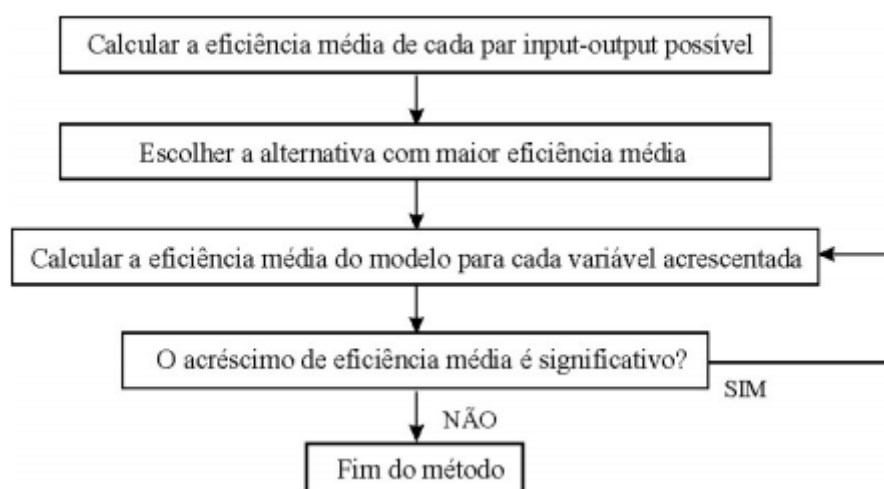 Calcular a eficiência média de cada par input-output possível
Escolher a alternativa com maior eficiência média
Calcular a eficiência média do modelo para cada variável acrescentada
O acréscimo de eficiência média é significativo?
SIM
NÃO
Fim do método